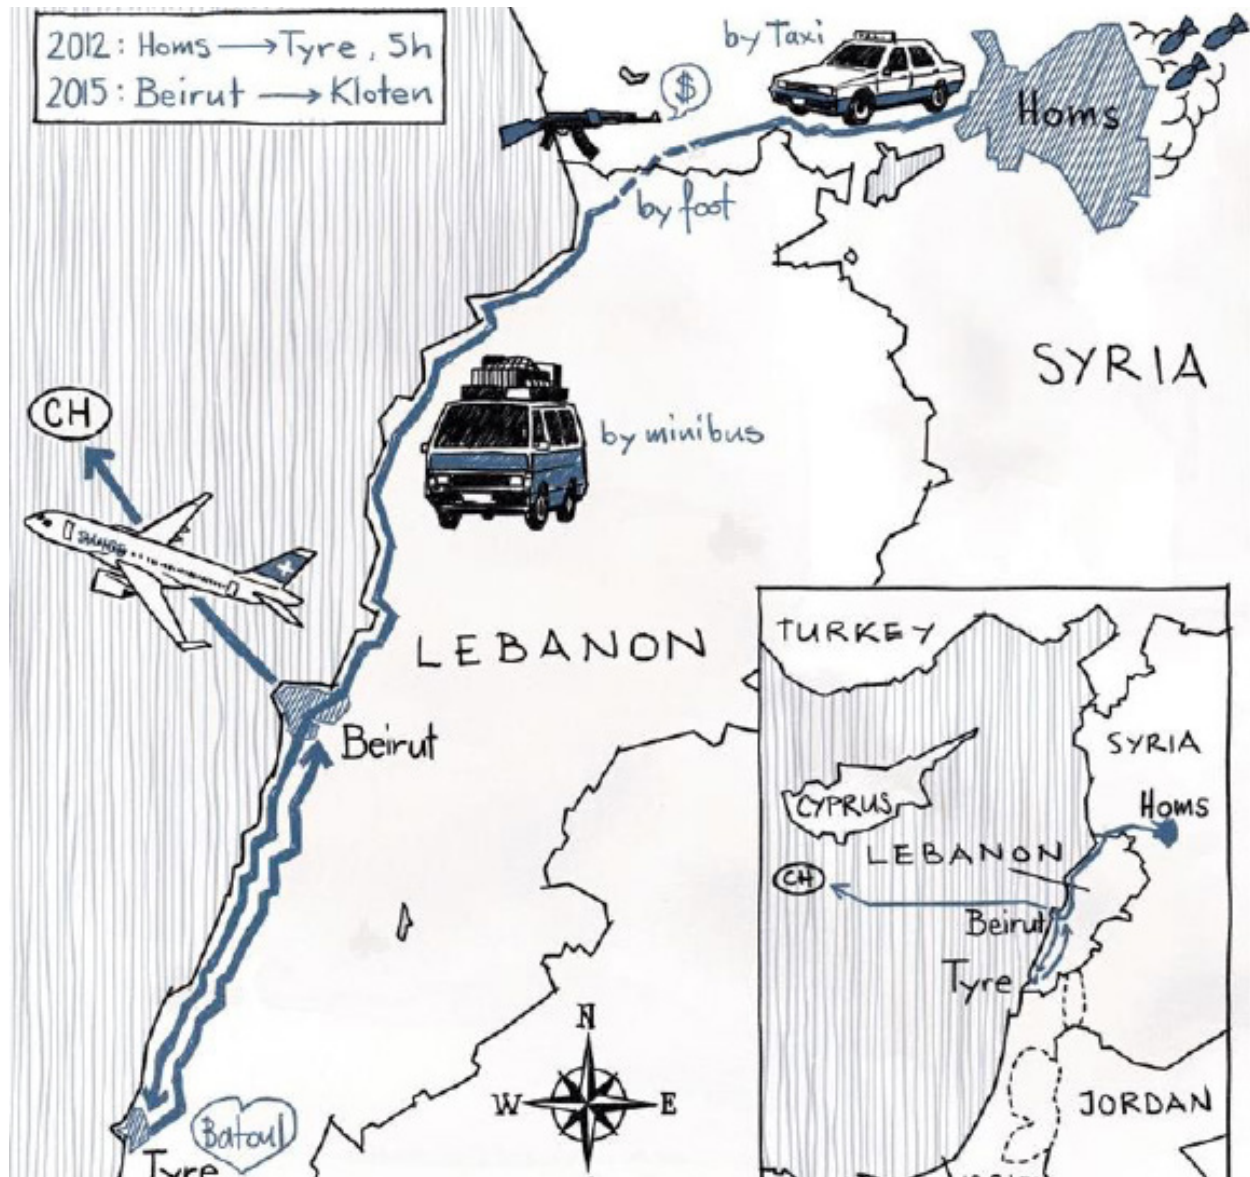 2012: Homs → Tyre, 5h
2015: Beirut → Kloten
by Taxi
$
Homs
by foot
SYRIA
CH
by minibus
LEBANON
Beirut
N
W E
Batoul
Tyre
TURKEY
SYRIA
CYPRUS
Homs
LEBANON
CH
Beirut
Tyre
JORDAN